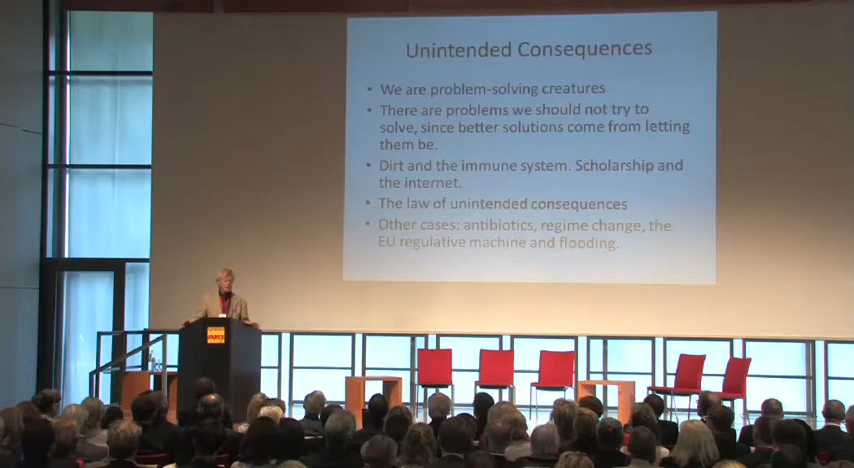 Unintended Consequences
• We are problem-solving creatures
• There are problems we should not try to
solve, since better solutions come from letting
them be.
• Dirt and the immune system. Scholarship and
the internet.
• The law of unintended consequences
• Other cases: antibiotics, regime change, the
EU regulative machine and flooding.